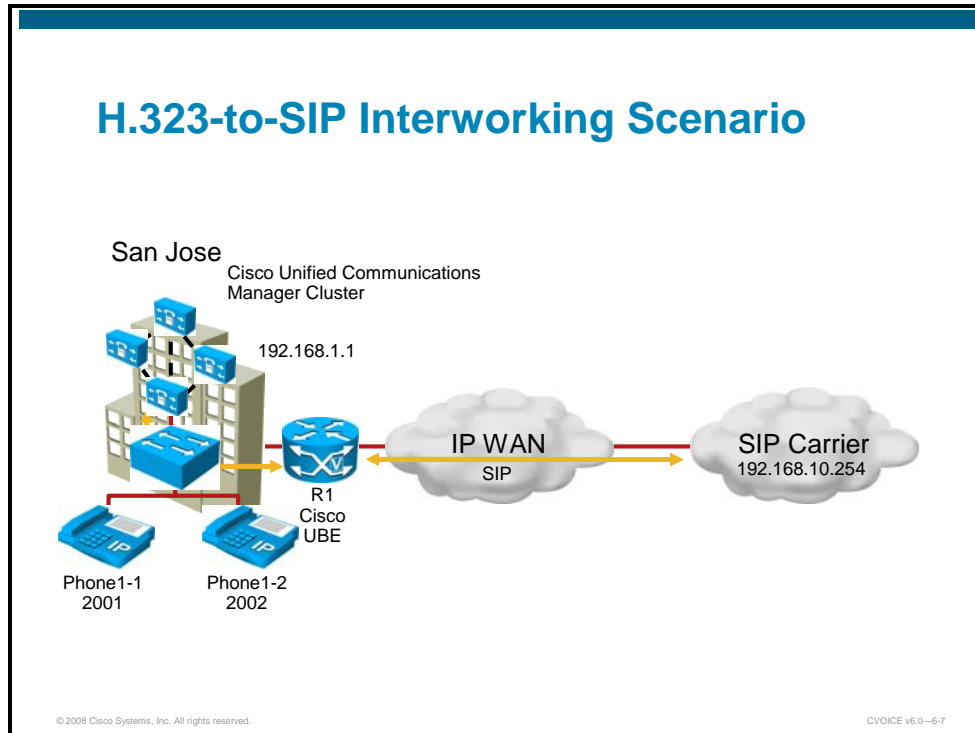 H.323-to-SIP Interworking Scenario
San Jose
Cisco Unified Communications
Manager Cluster
192.168.1.1
IP WAN
SIP
SIP Carrier
192.168.10.254
V
R1
Cisco
UBE
IP
IP
Phone1-1
2001
Phone1-2
2002
© 2008 Cisco Systems, Inc. All rights reserved.
CVOICE v6.0—6-7